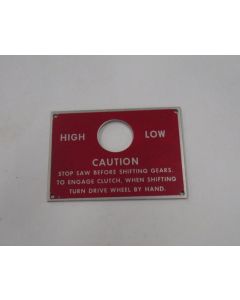 HIGH LOW
CAUTION
STOP SAW BEFORE SHIFTING GEARS.
TO ENGAGE CLUTCH, WHEN SHIFTING
TURN DRIVE WHEEL BY HAND.